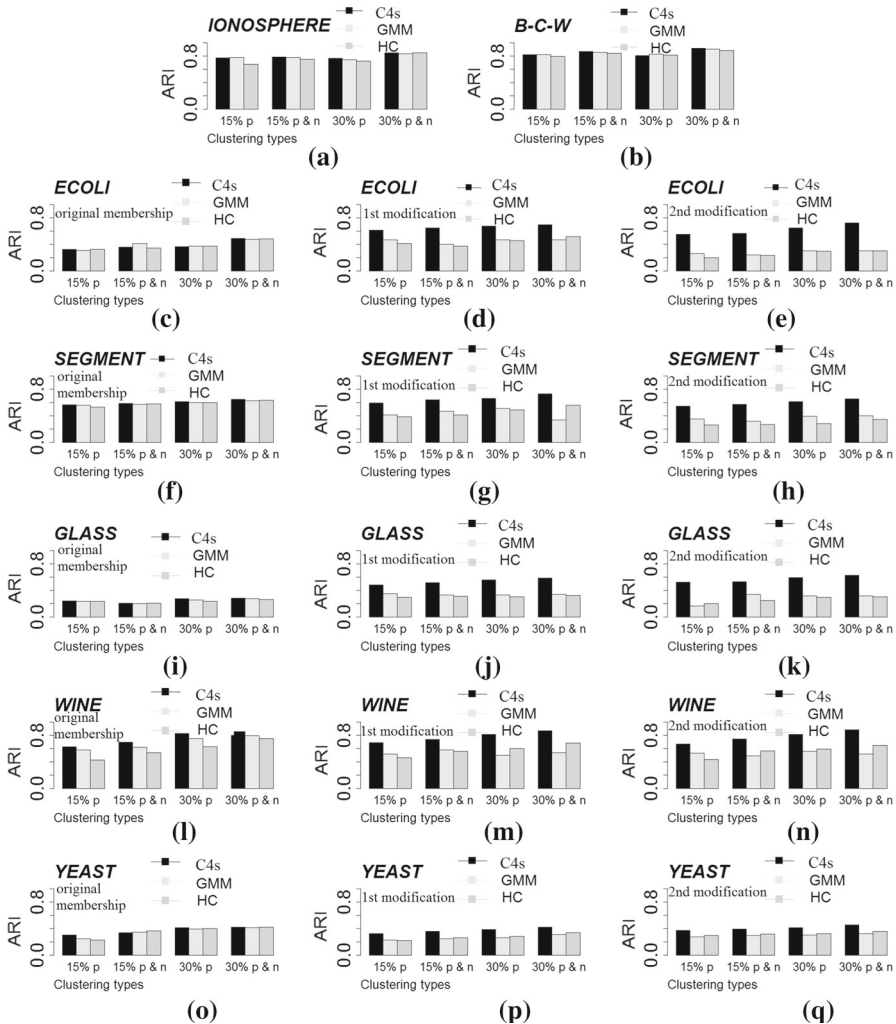 IONOSPHERE
C4s
GMM
HC
ARI
0.8
0.0
15% p
15% p & n
30% p
30% p & n
Clustering types
(a)
B-C-W
C4s
GMM
HC
ARI
0.8
0.0
15% p
15% p & n
30% p
30% p & n
Clustering types
(b)
ECOLI
original membership
C4s
GMM
HC
ARI
0.8
0.0
15% p
15% p & n
30% p
30% p & n
Clustering types
(c)
ECOLI
1st modification
C4s
GMM
HC
ARI
0.8
0.0
15% p
15% p & n
30% p
30% p & n
Clustering types
(d)
ECOLI
2nd modification
C4s
GMM
HC
ARI
0.8
0.0
15% p
15% p & n
30% p
30% p & n
Clustering types
(e)
SEGMENT
original
membership
C4s
GMM
HC
ARI
0.8
0.0
15% p
15% p & n
30% p
30% p & n
Clustering types
(f)
SEGMENT
1st modification
C4s
GMM
HC
ARI
0.8
0.0
15% p
15% p & n
30% p
30% p & n
Clustering types
(g)
SEGMENT
2nd modification
C4s
GMM
HC
ARI
0.8
0.0
15% p
15% p & n
30% p
30% p & n
Clustering types
(h)
GLASS
original
membership
C4s
GMM
HC
ARI
0.8
0.0
15% p
15% p & n
30% p
30% p & n
Clustering types
(i)
GLASS
1st modification
C4s
GMM
HC
ARI
0.8
0.0
15% p
15% p & n
30% p
30% p & n
Clustering types
(j)
GLASS
2nd modification
C4s
GMM
HC
ARI
0.8
0.0
15% p
15% p & n
30% p
30% p & n
Clustering types
(k)
WINE
original
membership
C4s
GMM
HC
ARI
0.8
0.0
15% p
15% p & n
30% p
30% p & n
Clustering types
(l)
WINE
1st modification
C4s
GMM
HC
ARI
0.8
0.0
15% p
15% p & n
30% p
30% p & n
Clustering types
(m)
WINE
2nd modification
C4s
GMM
HC
ARI
0.8
0.0
15% p
15% p & n
30% p
30% p & n
Clustering types
(n)
YEAST
original
membership
C4s
GMM
HC
ARI
0.8
0.0
15% p
15% p & n
30% p
30% p & n
Clustering types
(o)
YEAST
1st modification
C4s
GMM
HC
ARI
0.8
0.0
15% p
15% p & n
30% p
30% p & n
Clustering types
(p)
YEAST
2nd modification
C4s
GMM
HC
ARI
0.8
0.0
15% p
15% p & n
30% p
30% p & n
Clustering types
(q)